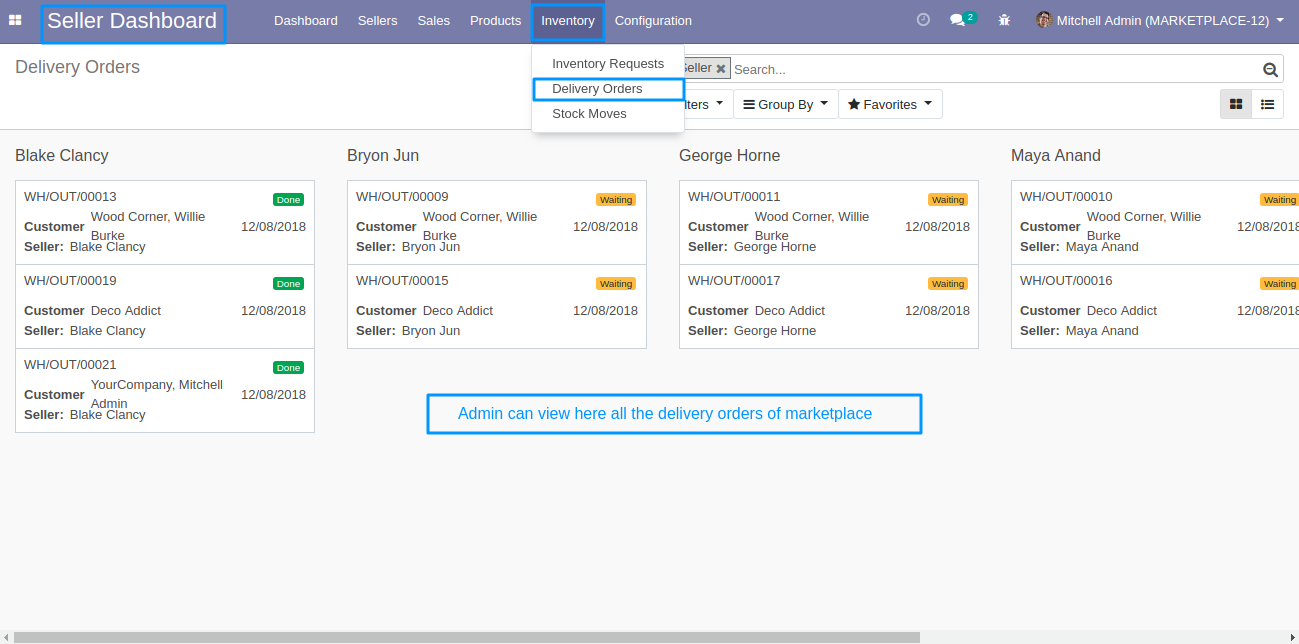 Seller Dashboard
Dashboard Sellers Sales Products Inventory Configuration
2
Mitchell Admin (MARKETPLACE-12)
Delivery Orders
Inventory Requests
Delivery Orders
Stock Moves
Search...
Group By
Favorites
Blake Clancy
WH/OUT/00013
Done
Customer Wood Corner, Willie Burke
12/08/2018
Seller: Blake Clancy
WH/OUT/00019
Done
Customer Deco Addict
12/08/2018
Seller: Blake Clancy
WH/OUT/00021
Done
Customer YourCompany, Mitchell Admin
12/08/2018
Seller: Blake Clancy
Bryon Jun
WH/OUT/00009
Waiting
Customer Wood Corner, Willie Burke
12/08/2018
Seller: Bryon Jun
WH/OUT/00015
Waiting
Customer Deco Addict
12/08/2018
Seller: Bryon Jun
George Horne
WH/OUT/00011
Waiting
Customer Wood Corner, Willie Burke
12/08/2018
Seller: George Horne
WH/OUT/00017
Waiting
Customer Deco Addict
12/08/2018
Seller: George Horne
Maya Anand
WH/OUT/00010
Waiting
Customer Wood Corner, Willie Burke
12/08/2018
Seller: Maya Anand
WH/OUT/00016
Waiting
Customer Deco Addict
12/08/2018
Seller: Maya Anand
Admin can view here all the delivery orders of marketplace